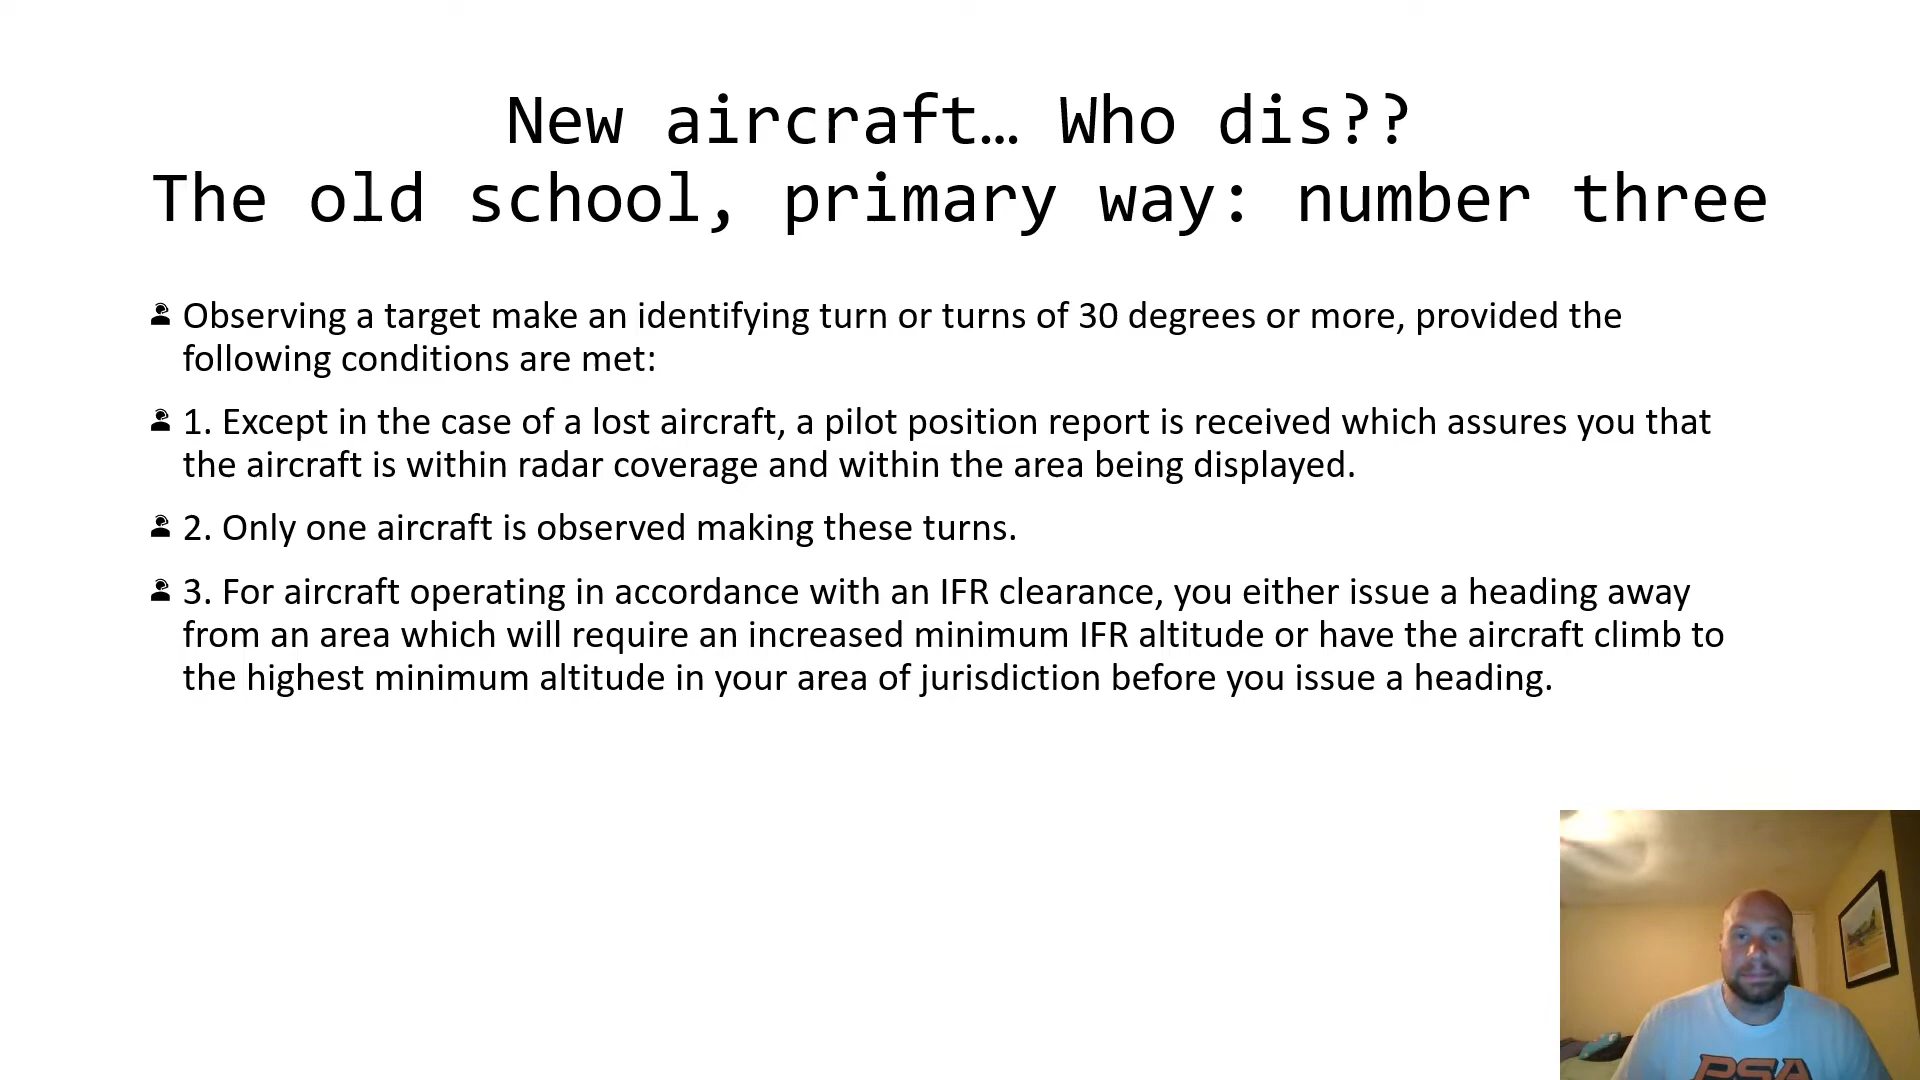 New aircraft… Who dis??
The old school, primary way: number three
Observing a target make an identifying turn or turns of 30 degrees or more, provided the
following conditions are met:
1. Except in the case of a lost aircraft, a pilot position report is received which assures you that
the aircraft is within radar coverage and within the area being displayed.
2. Only one aircraft is observed making these turns.
3. For aircraft operating in accordance with an IFR clearance, you either issue a heading away
from an area which will require an increased minimum IFR altitude or have the aircraft climb to
the highest minimum altitude in your area of jurisdiction before you issue a heading.
PSA